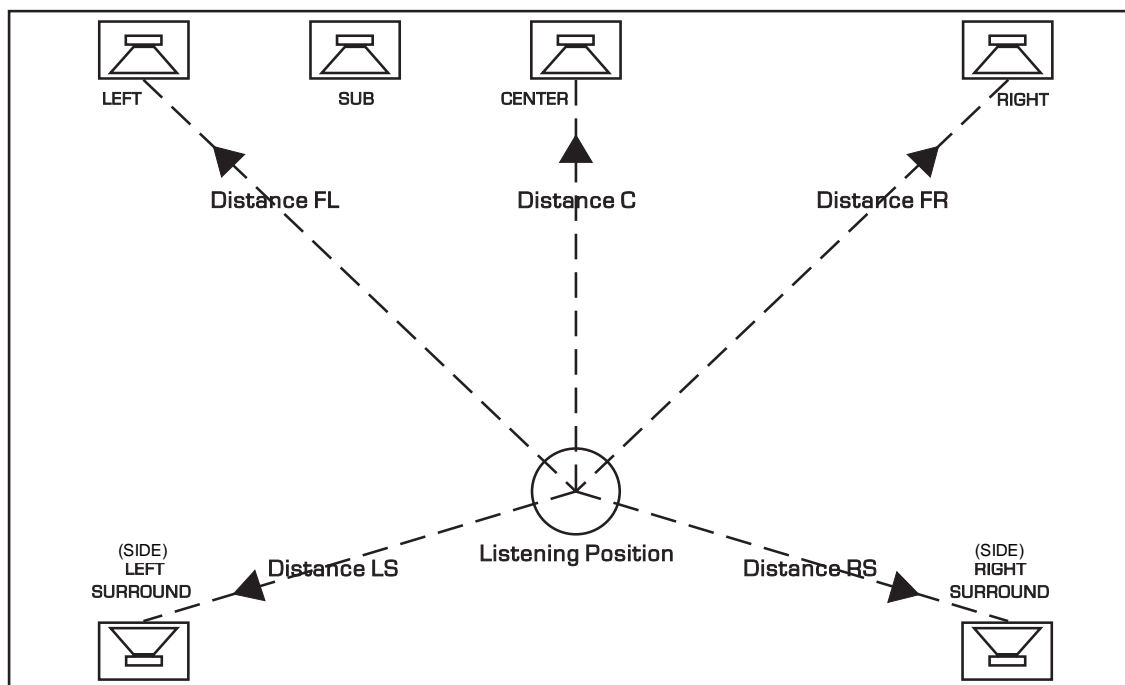 LEFT
SUB
CENTER
RIGHT
Distance FL
Distance C
Distance FR
Listening Position
(SIDE)
LEFT
SURROUND
Distance LS
Distance RS
(SIDE)
RIGHT
SURROUND